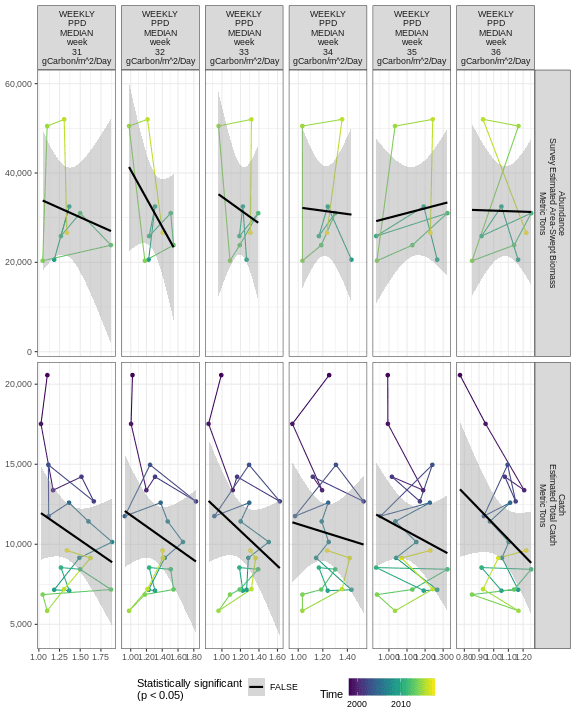 WEEKLY
PPD
MEDIAN
week
31
gCarbon/m^2/Day
WEEKLY
PPD
MEDIAN
week
32
gCarbon/m^2/Day
WEEKLY
PPD
MEDIAN
week
33
gCarbon/m^2/Day
WEEKLY
PPD
MEDIAN
week
34
gCarbon/m^2/Day
WEEKLY
PPD
MEDIAN
week
35
gCarbon/m^2/Day
WEEKLY
PPD
MEDIAN
week
36
gCarbon/m^2/Day
60,000
40,000
20,000
0
Abundance
Survey Estimated Area-Swept Biomass
Metric Tons
20,000
15,000
10,000
5,000
Catch
Estimated Total Catch
Metric Tons
1.00 1.25 1.50 1.75
1.00 1.20 1.40 1.60 1.80
1.00 1.20 1.40 1.60
1.00 1.20 1.40
1.000 1.100 1.200 1.300
0.80 0.90 1.00 1.10 1.20
Statistically significant
(p < 0.05)
FALSE
Time
2000 2010